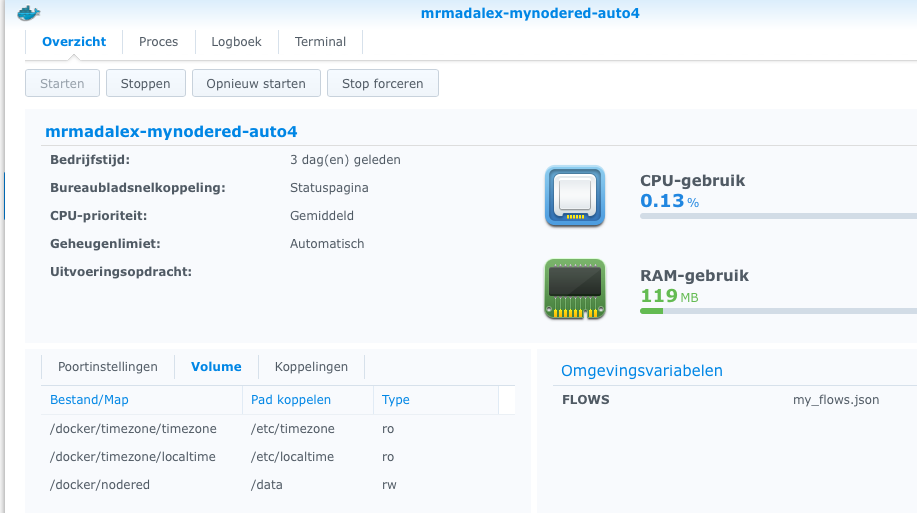 mrmadalex-mynodered-auto4
Overzicht Proces Logboek Terminal
Starten Stoppen Opnieuw starten Stop forceren
mrmadalex-mynodered-auto4
Bedrijfstijd: 3 dag(en) geleden
Bureaubladsnelkoppeling: Statuspagina
CPU-prioriteit: Gemiddeld
Geheugenlimiet: Automatisch
Uitvoeringsopdracht:
CPU-gebruik
0.13 %
RAM-gebruik
119 MB
Poortinstellingen Volume Koppelingen
Bestand/Map Pad koppelen Type
/docker/timezone/timezone /etc/timezone ro
/docker/timezone/localtime /etc/localtime ro
/docker/nodered /data rw
Omgevingsvariabelen
FLOWS my_flows.json